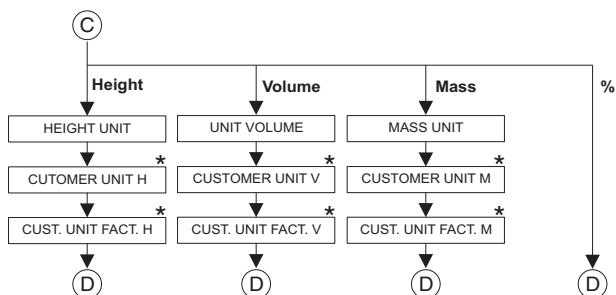 C
Height Volume Mass %
HEIGHT UNIT UNIT VOLUME MASS UNIT
* * *
CUTOMER UNIT H CUSTOMER UNIT V CUSTOMER UNIT M
* * *
CUST. UNIT FACT. H CUST. UNIT FACT. V CUST. UNIT FACT. M
D D D D